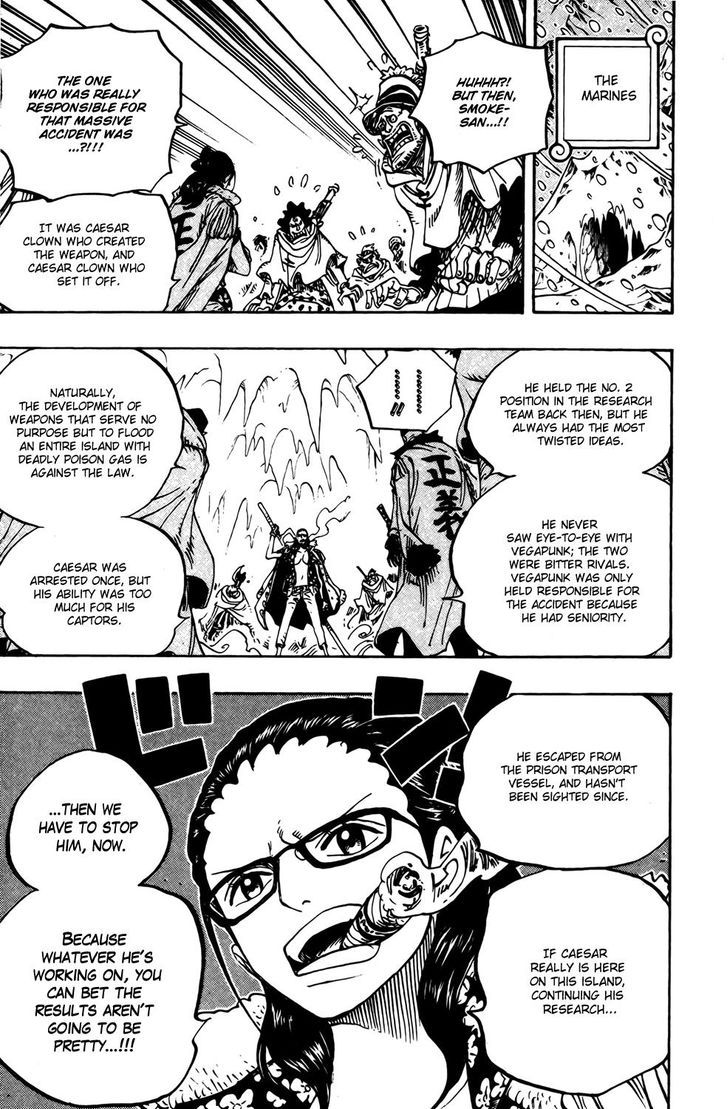 THE
MARINES
HUHHH?!
BUT THEN,
SMOKE-
SAN...!!
THE ONE
WHO WAS REALLY
RESPONSIBLE FOR
THAT MASSIVE
ACCIDENT WAS
...?!!!
IT WAS CAESAR
CLOWN WHO CREATED
THE WEAPON, AND
CAESAR CLOWN WHO
SET IT OFF.
正
HE HELD THE NO. 2
POSITION IN THE RESEARCH
TEAM BACK THEN, BUT HE
ALWAYS HAD THE MOST
TWISTED IDEAS.
HE NEVER
SAW EYE-TO-EYE WITH
VEGAPUNK; THE TWO
WERE BITTER RIVALS.
VEGAPUNK WAS ONLY
HELD RESPONSIBLE FOR
THE ACCIDENT BECAUSE
HE HAD SENIORITY.
正義
NATURALLY,
THE DEVELOPMENT OF
WEAPONS THAT SERVE NO
PURPOSE BUT TO FLOOD
AN ENTIRE ISLAND WITH
DEADLY POISON GAS IS
AGAINST THE LAW.
CAESAR WAS
ARRESTED ONCE, BUT
HIS ABILITY WAS TOO
MUCH FOR HIS
CAPTORS.
HE ESCAPED FROM
THE PRISON TRANSPORT
VESSEL, AND HASN'T
BEEN SIGHTED SINCE.
IF CAESAR
REALLY IS HERE
ON THIS ISLAND,
CONTINUING HIS
RESEARCH...
ドン
...THEN WE
HAVE TO STOP
HIM, NOW.
BECAUSE
WHATEVER HE'S
WORKING ON, YOU
CAN BET THE
RESULTS AREN'T
GOING TO BE
PRETTY...!!!